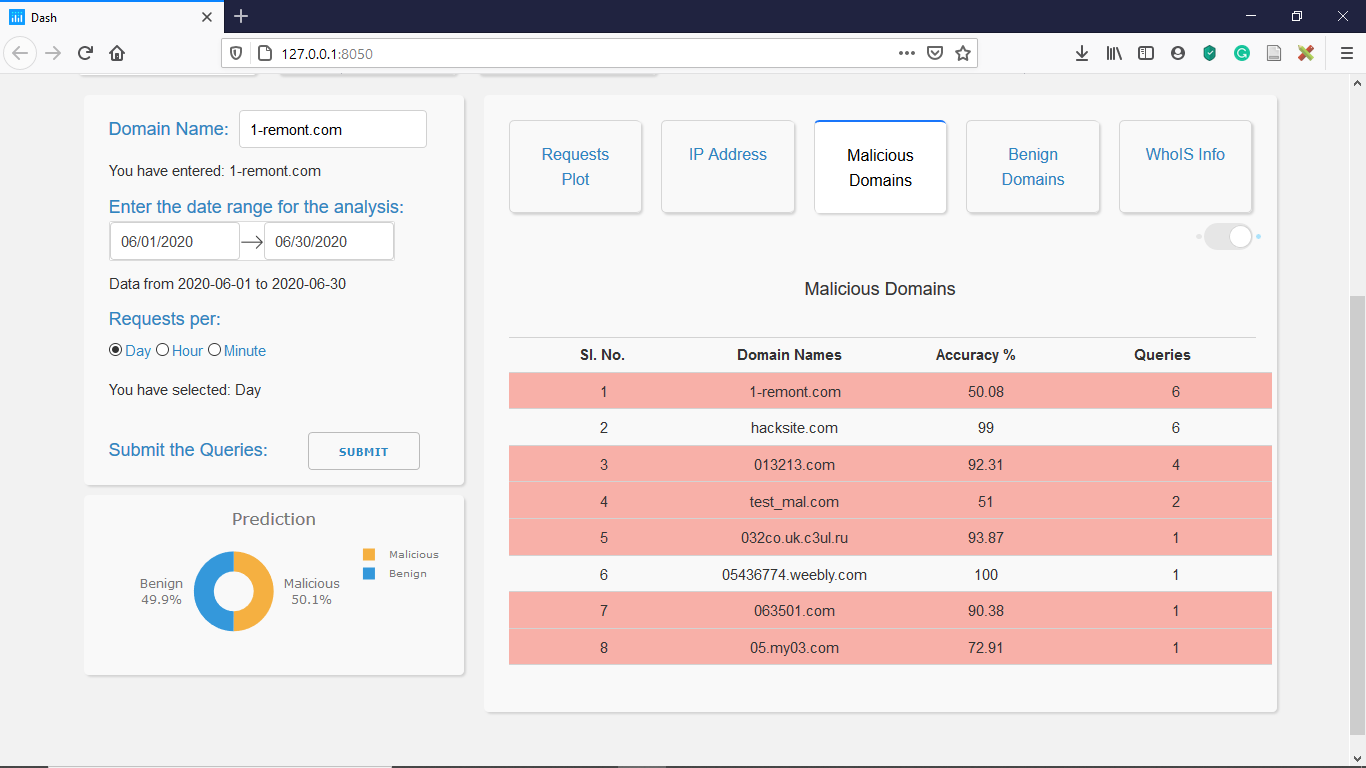 Dash
127.0.0.1:8050
Domain Name: 1-remont.com
You have entered: 1-remont.com
Enter the date range for the analysis:
06/01/2020 06/30/2020
Data from 2020-06-01 to 2020-06-30
Requests per:
Day Hour Minute
You have selected: Day
Submit the Queries: SUBMIT
Prediction
Malicious
Benign
Benign
49.9%
Malicious
50.1%
Requests
Plot
IP Address
Malicious
Domains
Benign
Domains
WhoIS Info
Malicious Domains
Sl. No. Domain Names Accuracy % Queries
1 1-remont.com 50.08 6
2 hacksite.com 99 6
3 013213.com 92.31 4
4 test_mal.com 51 2
5 032co.uk.c3ul.ru 93.87 1
6 05436774.weebly.com 100 1
7 063501.com 90.38 1
8 05.my03.com 72.91 1